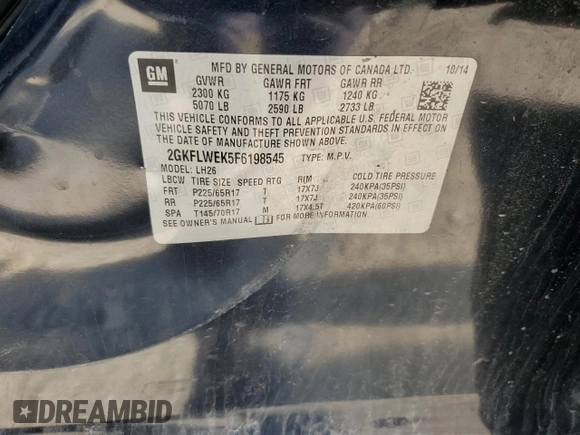 GM
MFD BY GENERAL MOTORS OF CANADA LTD. 10/14
GVWR GAWR FRT GAWR RR
2300 KG 1175 KG 1240 KG
5070 LB 2590 LB 2733 LB
THIS VEHICLE CONFORMS TO ALL APPLICABLE U.S. FEDERAL MOTOR
VEHICLE SAFETY AND THEFT PREVENTION STANDARDS IN EFFECT ON
THE DATE OF MANUFACTURE SHOWN ABOVE.
2GKFLWEK5F6198545 TYPE: M.P.V.
MODEL: LH26
LBCW TIRE SIZE SPEED RTG RIM COLD TIRE PRESSURE
FRT P225/65R17 T 17X7J 240KPA(35PSI)
RR P225/65R17 T 17X7J 240KPA(35PSI)
SPA T145/70R17 M 17X4.5T 420KPA(60PSI)
SEE OWNER'S MANUAL FOR MORE INFORMATION.
DREAMBID